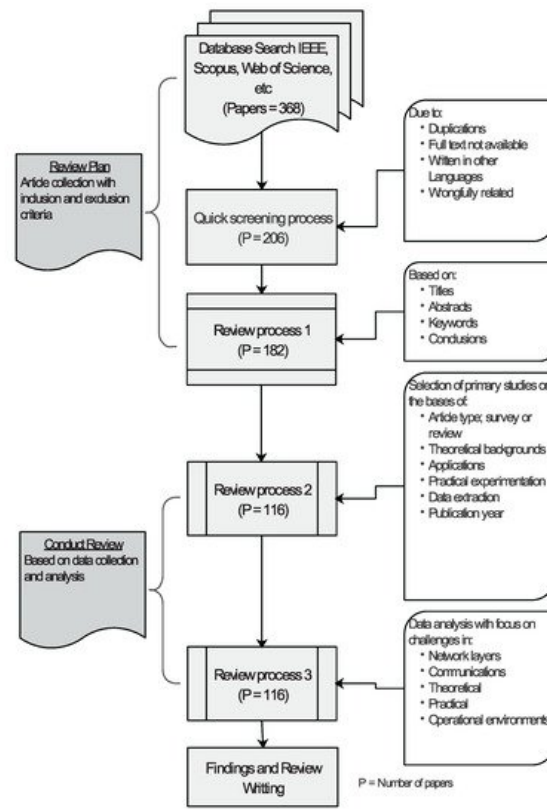 Database Search IEEE,
Scopus, Web of Science,
etc
(Papers = 368)
Due to:
• Duplications
• Full text not available
• Written in other
Languages
• Wrongfully related
Review Plan
Article collection with
inclusion and exclusion
criteria
Quick screening process
(P = 206)
Based on:
• Titles
• Abstracts
• Keywords
• Conclusions
Review process 1
(P = 182)
Selection of primary studies on
the bases of:
• Article type; survey or
review
• Theoretical backgrounds
• Applications
• Practical experimentation
• Data extraction
• Publication year
Review process 2
(P = 116)
Conduct Review
Based on data collection
and analysis
Data analysis with focus on
challenges in:
• Network layers
• Communications
• Theoretical
• Practical
• Operational environments
Review process 3
(P = 116)
Findings and Review
Writting
P = Number of papers